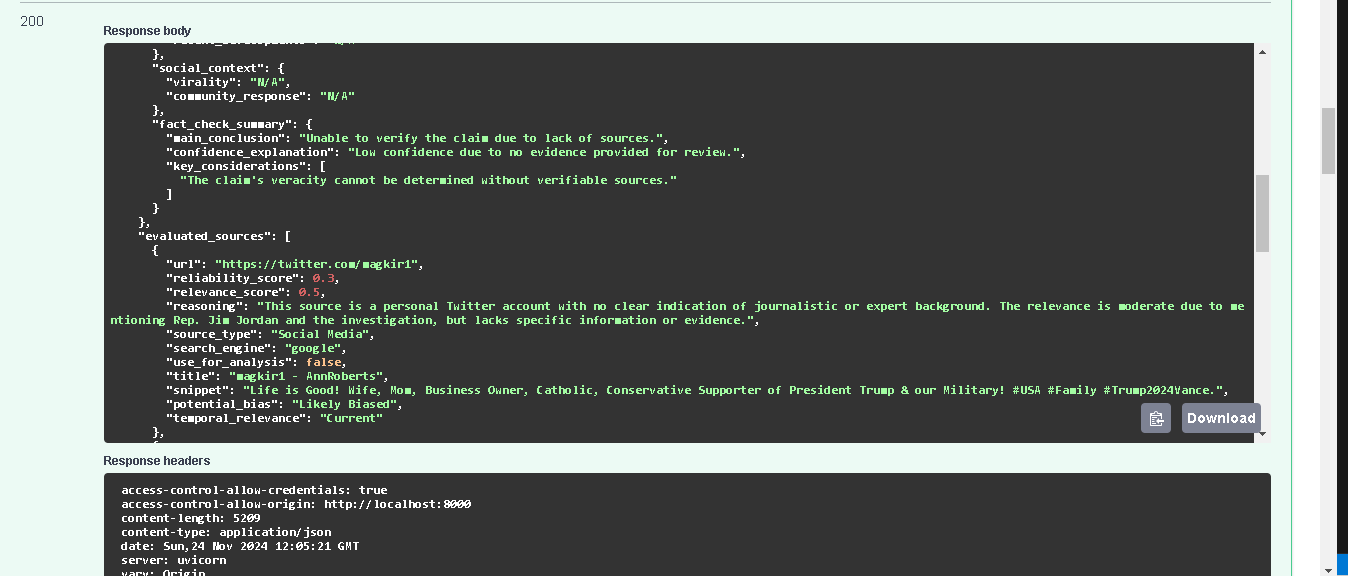 200
Response body
},
"social_context": {
"virality": "N/A",
"community_response": "N/A"
},
"fact_check_summary": {
"main_conclusion": "Unable to verify the claim due to lack of sources.",
"confidence_explanation": "Low confidence due to no evidence provided for review.",
"key_considerations": [
"The claim's veracity cannot be determined without verifiable sources."
]
}
},
"evaluated_sources": [
{
"url": "https://twitter.com/magkir1",
"reliability_score": 0.3,
"relevance_score": 0.5,
"reasoning": "This source is a personal Twitter account with no clear indication of journalistic or expert background. The relevance is moderate due to me
ntioning Rep. Jim Jordan and the investigation, but lacks specific information or evidence.",
"source_type": "Social Media",
"search_engine": "google",
"use_for_analysis": false,
"title": "magkir1 - AnnRoberts",
"snippet": "Life is Good! Wife, Mom, Business Owner, Catholic, Conservative Supporter of President Trump & our Military! #USA #Family #Trump2024Vance.",
"potential_bias": "Likely Biased",
"temporal_relevance": "Current"
},
Download
Response headers
access-control-allow-credentials: true
access-control-allow-origin: http://localhost:8000
content-length: 5209
content-type: application/json
date: Sun,24 Nov 2024 12:05:21 GMT
server: uvicorn
vary: Origin